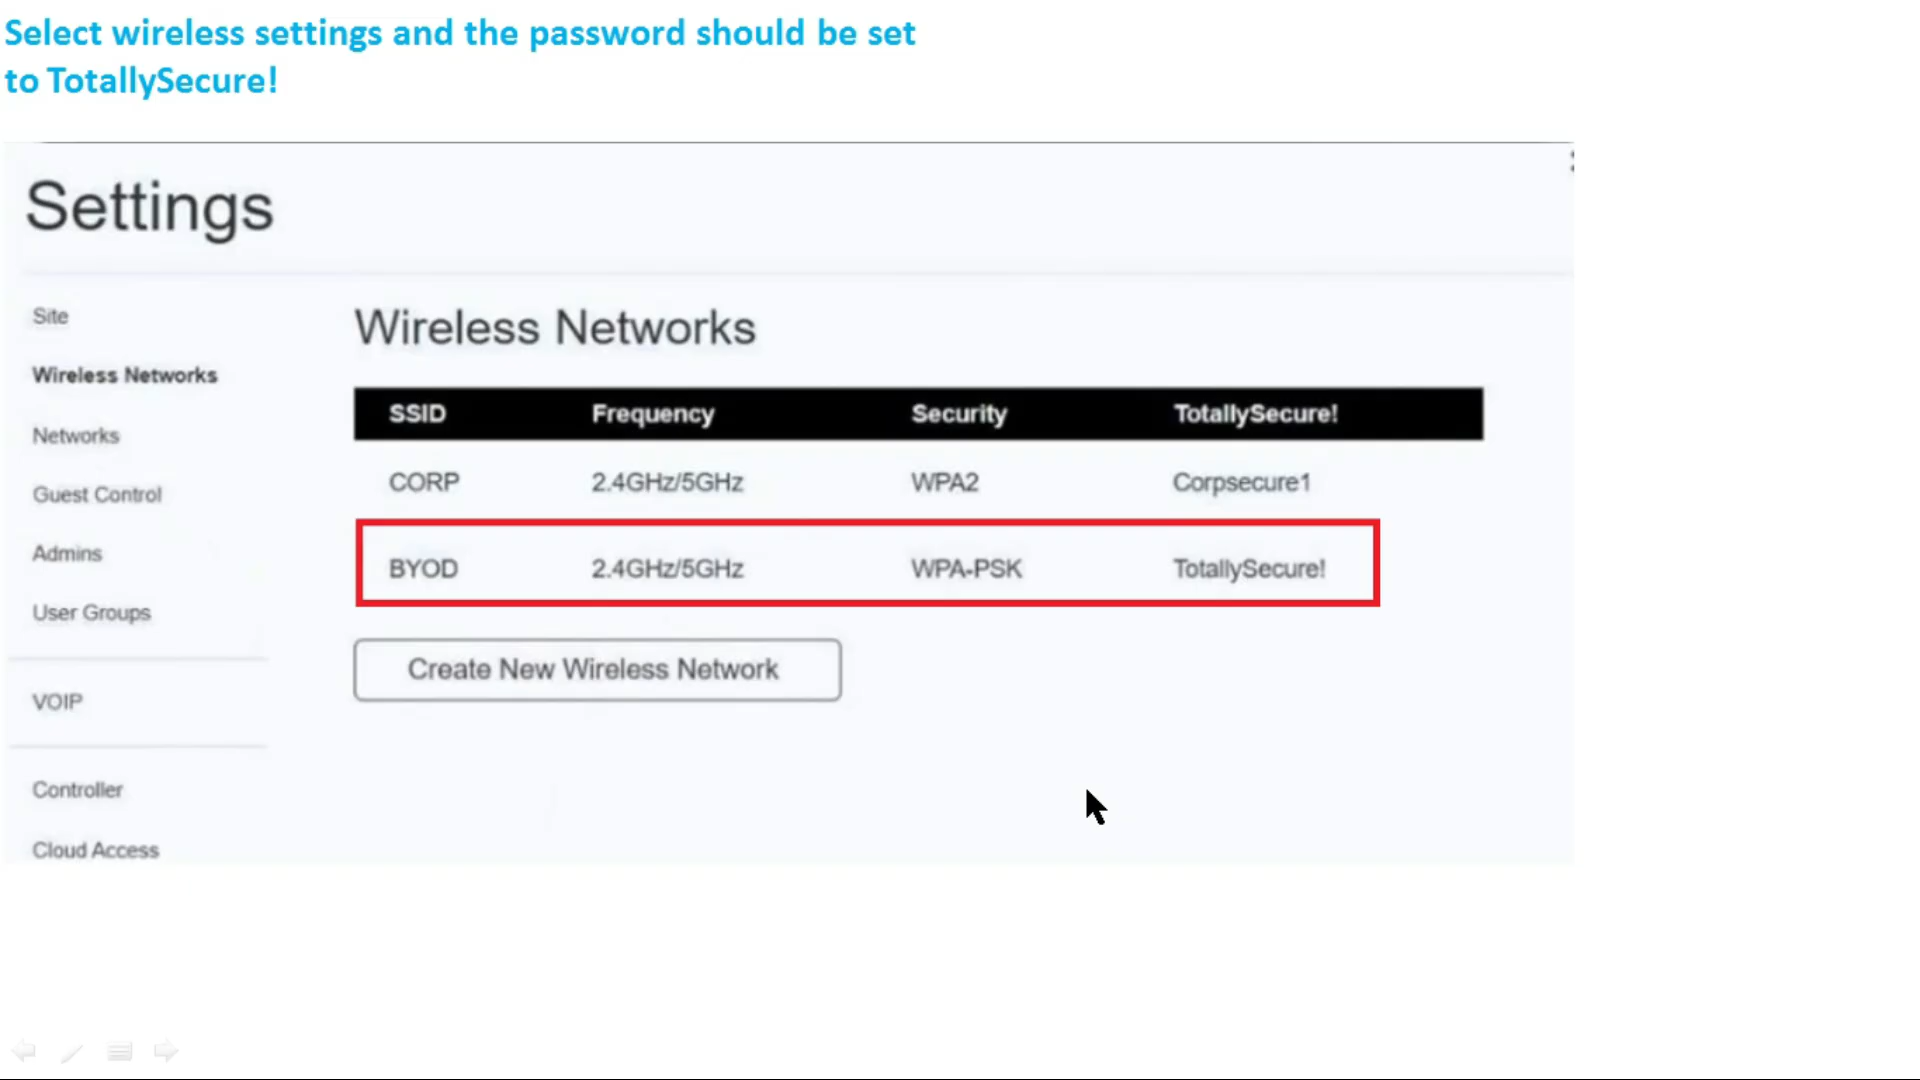 Select wireless settings and the password should be set
to TotallySecure!
Settings
Site
Wireless Networks
Networks
Guest Control
Admins
User Groups
VOIP
Controller
Cloud Access
Wireless Networks
SSID Frequency Security TotallySecure!
CORP 2.4GHz/5GHz WPA2 Corpsecure1
BYOD 2.4GHz/5GHz WPA-PSK TotallySecure!
Create New Wireless Network